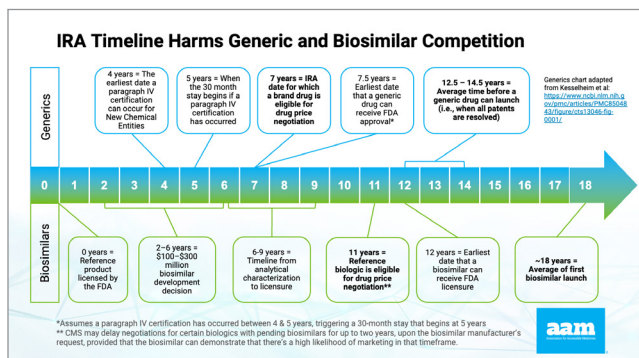 IRA Timeline Harms Generic and Biosimilar Competition
Generics
4 years = The
earliest date a
paragraph IV
certification
can occur for
New Chemical
Entities
5 years = When
the 30 month
stay begins if a
paragraph IV
certification
has occurred
7 years = IRA
date for which
a brand drug is
eligible for
drug price
negotiation
7.5 years =
Earliest date
that a generic
drug can
receive FDA
approval*
12.5 – 14.5 years =
Average time before
a generic drug can
launch
(i.e., when all
patents
are resolved)
Generics chart adapted
from Kesselheim et al:
https://www.ncbi.nlm.nih.g
ov/pmc/articles/PMC85048
43/figure/cts13046-fig-
0001/
0 1 2 3 4 5 6 7 8 9 10 11 12 13 14 15 16 17 18
Biosimilars
0 years =
Reference
product
licensed by
the FDA
2–6 years =
$100–$300
million
biosimilar
development
decision
6-9 years =
Timeline from
analytical
characterization
to licensure
11 years =
Reference
biologic is eligible
for drug price
negotiation**
12 years = Earliest
date that a
biosimilar can
receive FDA
licensure
~18 years =
Average of first
biosimilar launch
*Assumes a paragraph IV certification has occurred between 4 & 5 years, triggering a 30-month stay that begins at 5 years
** CMS may delay negotiations for certain biologics with pending biosimilars for up to two years, upon the biosimilar manufacturer's
request, provided that the biosimilar can demonstrate that there's a high likelihood of marketing in that timeframe.
aam